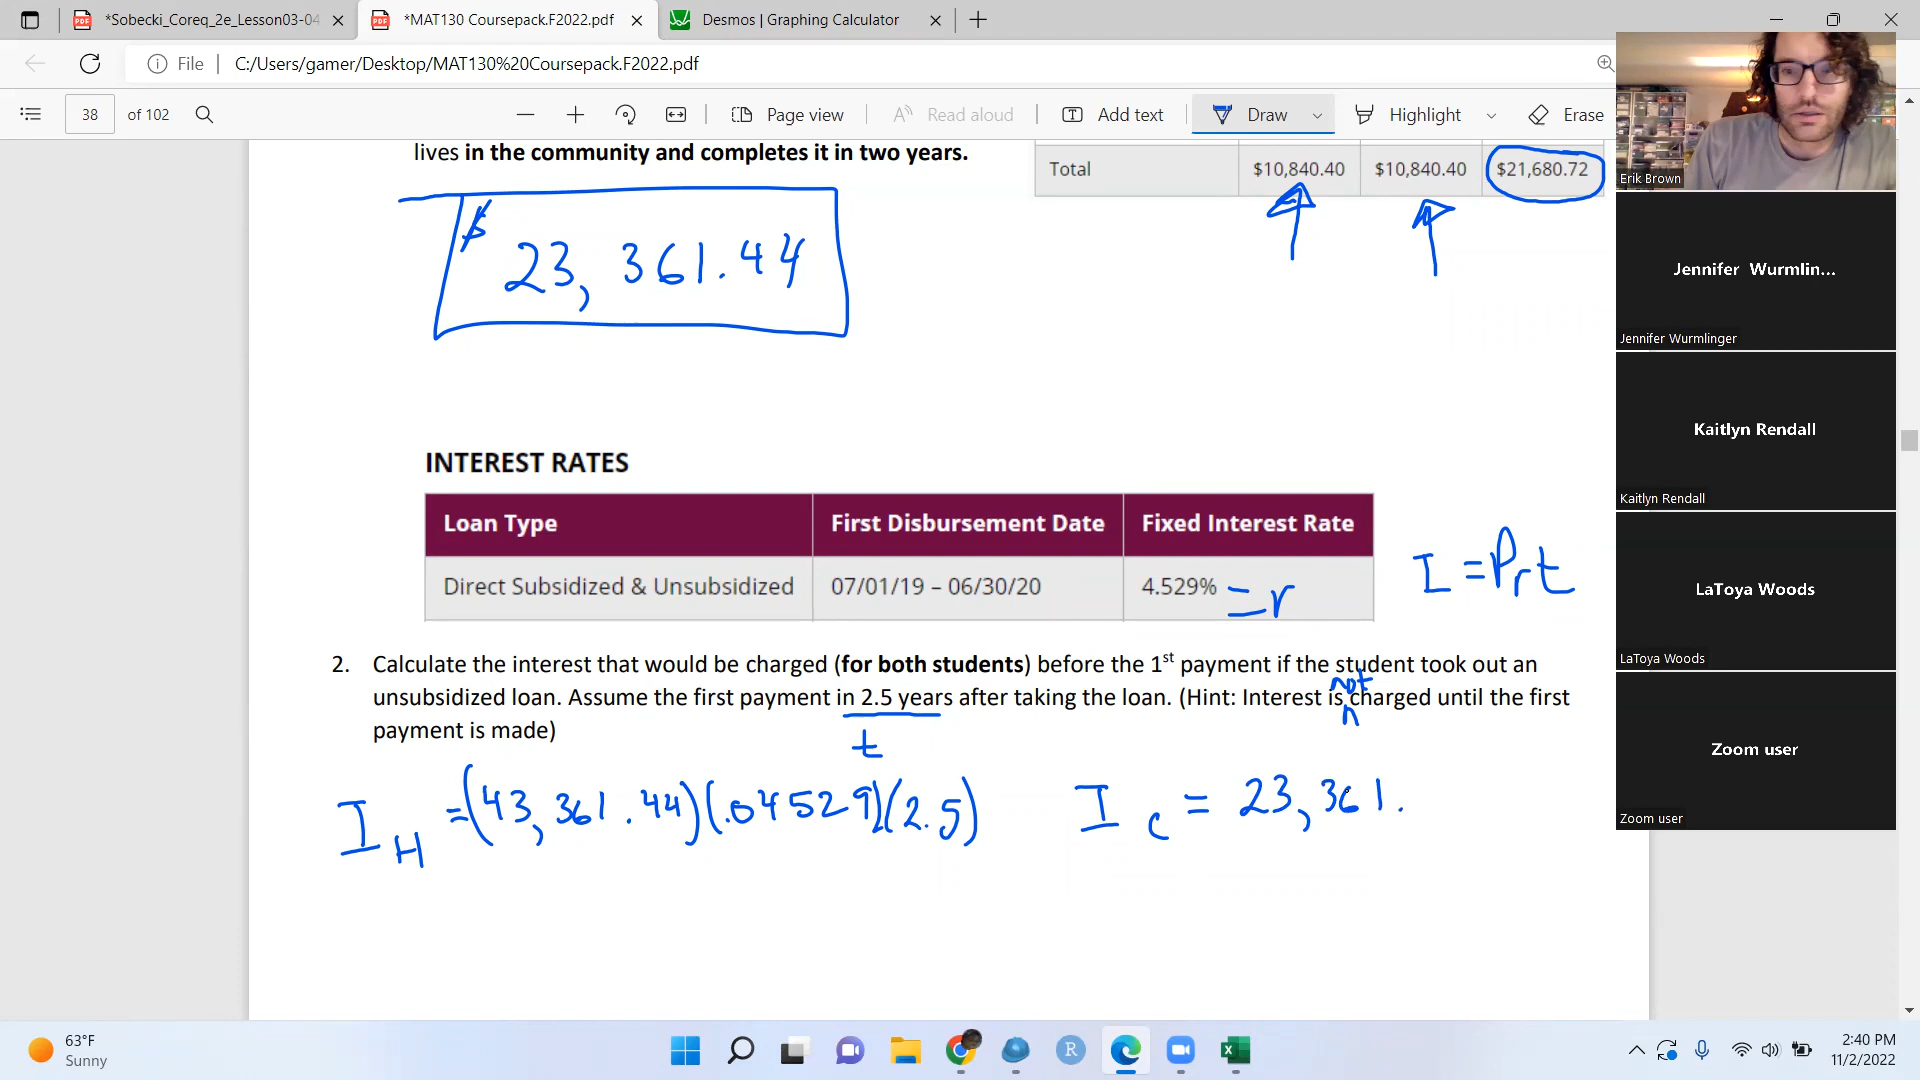 *Sobecki_Coreq_2e_Lesson03-04
*MAT130 Coursepack.F2022.pdf
Desmos | Graphing Calculator
File
C:/Users/gamer/Desktop/MAT130%20Coursepack.F2022.pdf
38
of 102
Page view
Read aloud
Add text
Draw
Highlight
Erase
lives in the community and completes it in two years.
Total $10,840.40 $10,840.40 $21,680.72
$ 23,361.44
INTEREST RATES
Loan Type First Disbursement Date Fixed Interest Rate
Direct Subsidized & Unsubsidized 07/01/19 – 06/30/20 4.529% = r
I = Prt
2. Calculate the interest that would be charged (for both students) before the 1st payment if the student took out an
unsubsidized loan. Assume the first payment in 2.5 years after taking the loan. (Hint: Interest is charged until the first
not
n
payment is made)
t
I H = (43,361.44)(.04529)(2.5)
I c = 23,361.
Erik Brown
Jennifer Wurmlin...
Jennifer Wurmlinger
Kaitlyn Rendall
Kaitlyn Rendall
LaToya Woods
LaToya Woods
Zoom user
Zoom user
63°F
Sunny
2:40 PM
11/2/2022